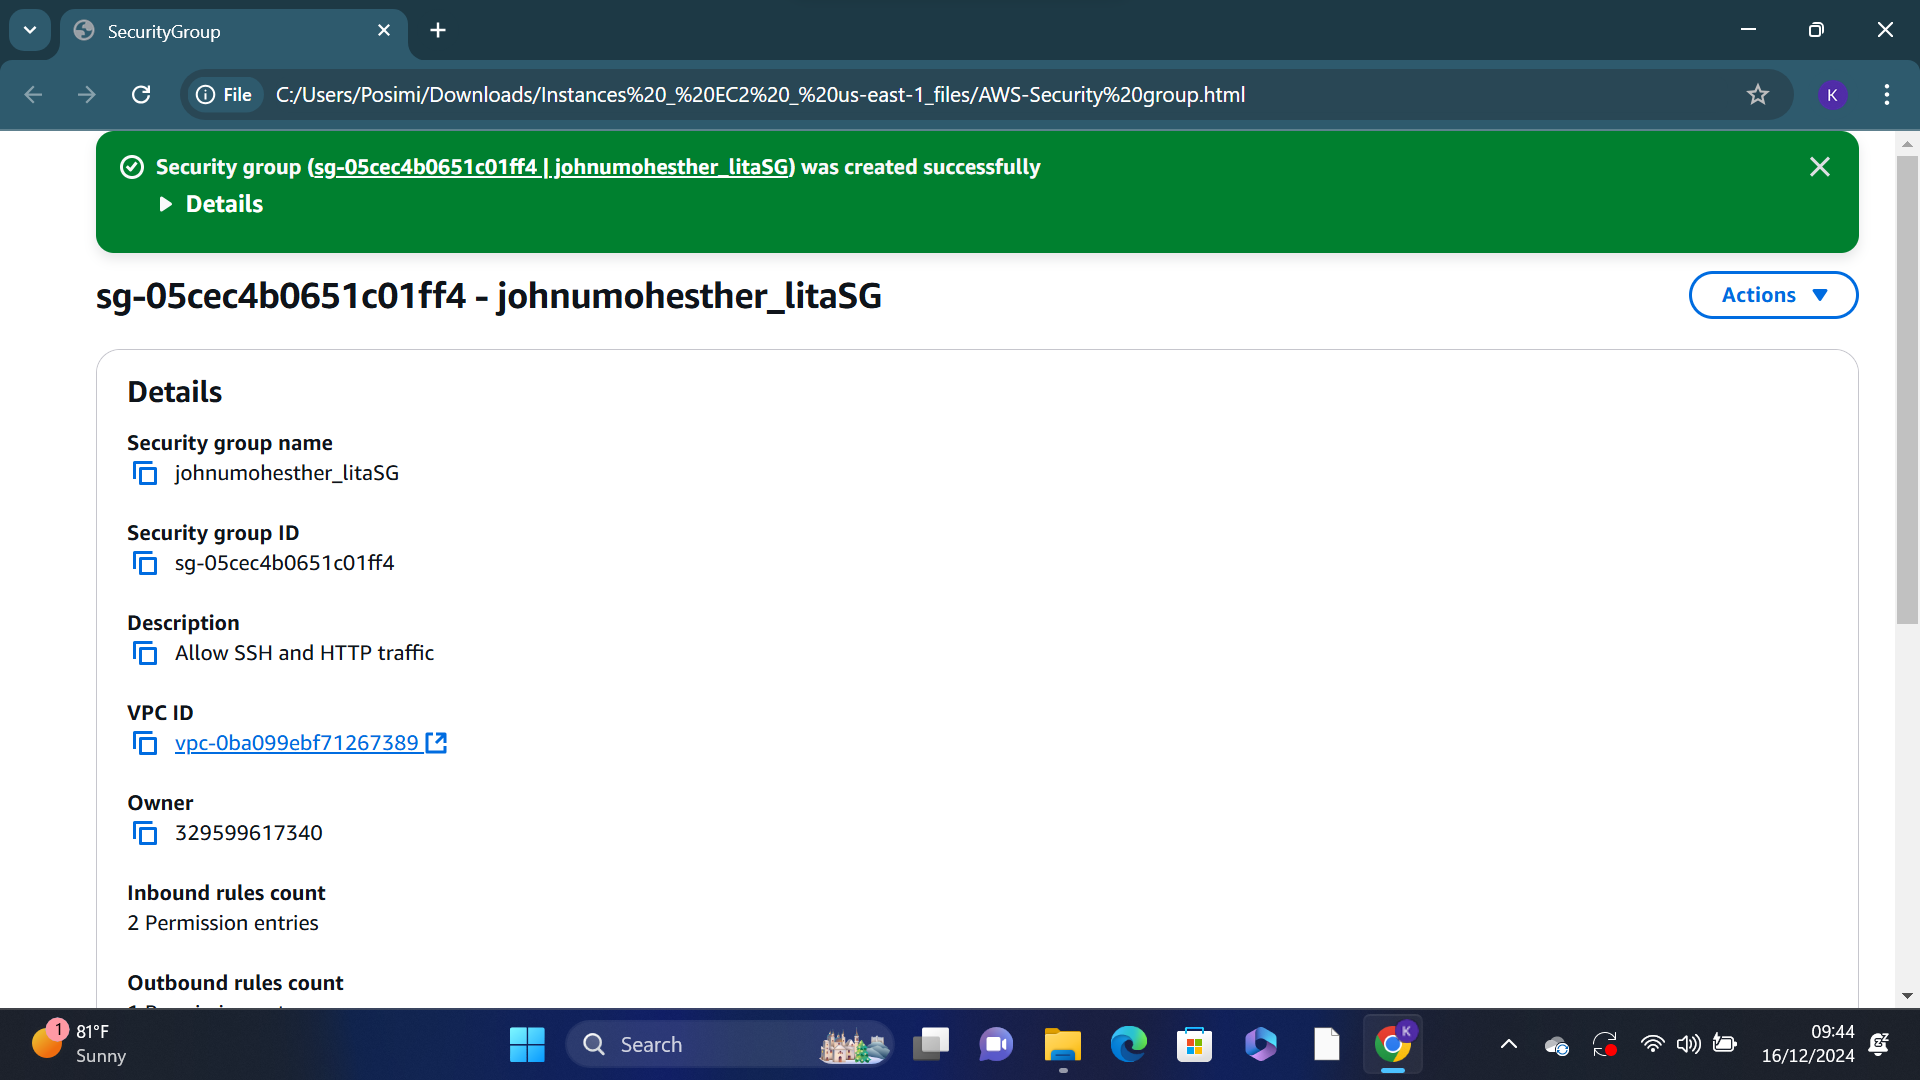 SecurityGroup
File
C:/Users/Posimi/Downloads/Instances%20_%20EC2%20_%20us-east-1_files/AWS-Security%20group.html
K
Security group (sg-05cec4b0651c01ff4 | johnumohesther_litaSG) was created successfully
Details
sg-05cec4b0651c01ff4 - johnumohesther_litaSG
Actions
Details
Security group name
johnumohesther_litaSG
Security group ID
sg-05cec4b0651c01ff4
Description
Allow SSH and HTTP traffic
VPC ID
vpc-0ba099ebf71267389
Owner
329599617340
Inbound rules count
2 Permission entries
Outbound rules count
1
81°F
Sunny
Search
K
09:44
16/12/2024